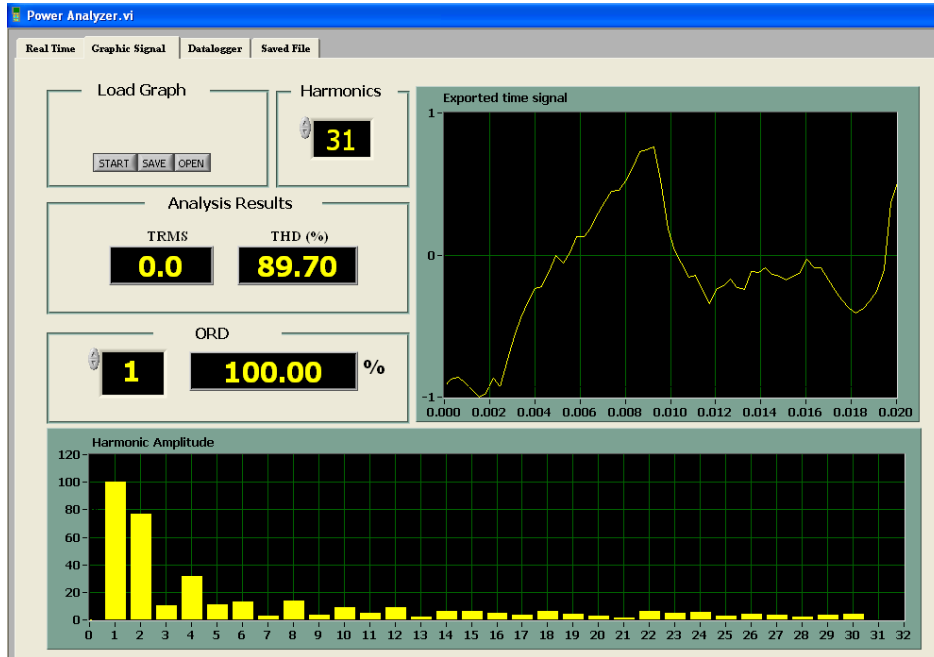 Power Analyzer.vi
Real Time Graphic Signal Datalogger Saved File
Load Graph
START SAVE OPEN
Harmonics
31
Analysis Results
TRMS THD (%)
0.0 89.70
ORD
1 100.00 %
Exported time signal
1
0
-1
0.000 0.002 0.004 0.006 0.008 0.010 0.012 0.014 0.016 0.018 0.020
Harmonic Amplitude
120
100
80
60
40
20
0
0 1 2 3 4 5 6 7 8 9 10 11 12 13 14 15 16 17 18 19 20 21 22 23 24 25 26 27 28 29 30 31 32